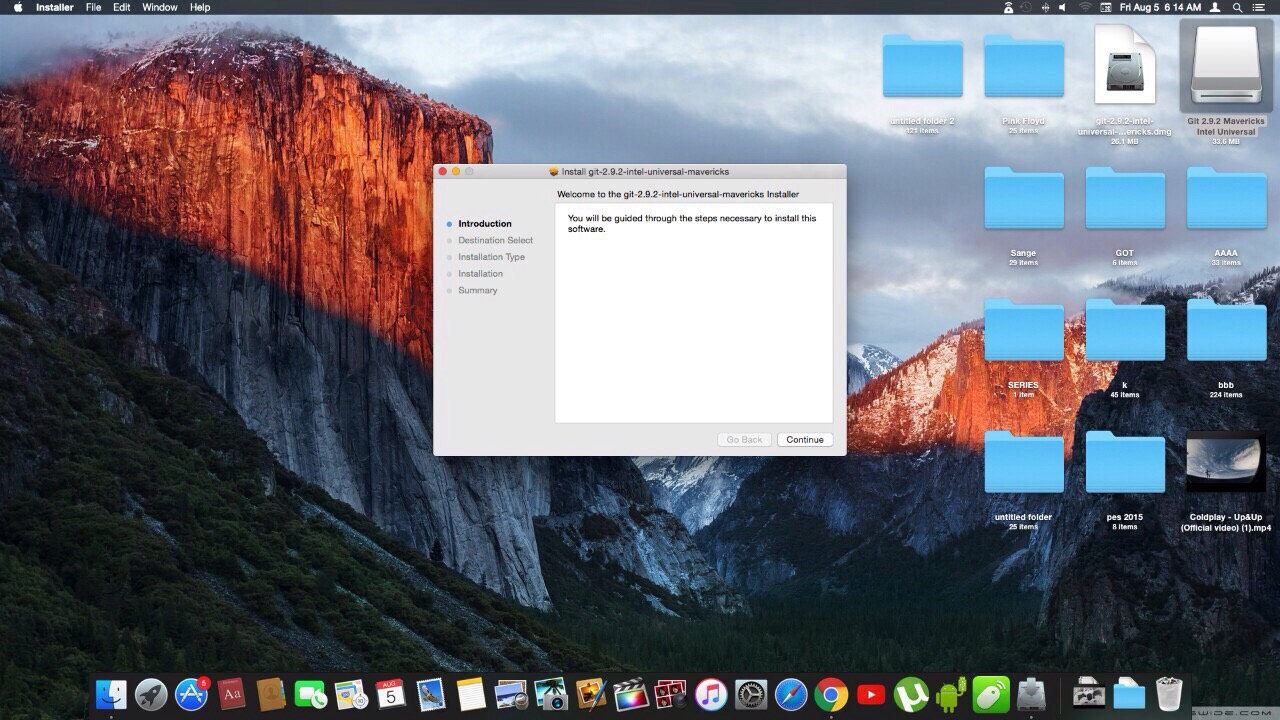 Installer File Edit Window Help
Fri Aug 5 6:14 AM
untitled folder 2
121 items
Pink Floyd
25 items
git-2.9.2-intel-
universal-...ericks.dmg
26.1 MB
Git 2.9.2 Mavericks
Intel Universal
33.6 MB
Install git-2.9.2-intel-universal-mavericks
Welcome to the git-2.9.2-intel-universal-mavericks Installer
Introduction
Destination Select
Installation Type
Installation
Summary
You will be guided through the steps necessary to install this
software.
Go Back
Continue
Sange
29 items
GOT
6 items
AAAA
33 items
SERIES
1 item
k
45 items
bbb
224 items
untitled folder
25 items
pes 2015
8 items
Coldplay - Up&Up
(Official video) (1).mp4
5
Aa
AUG
5